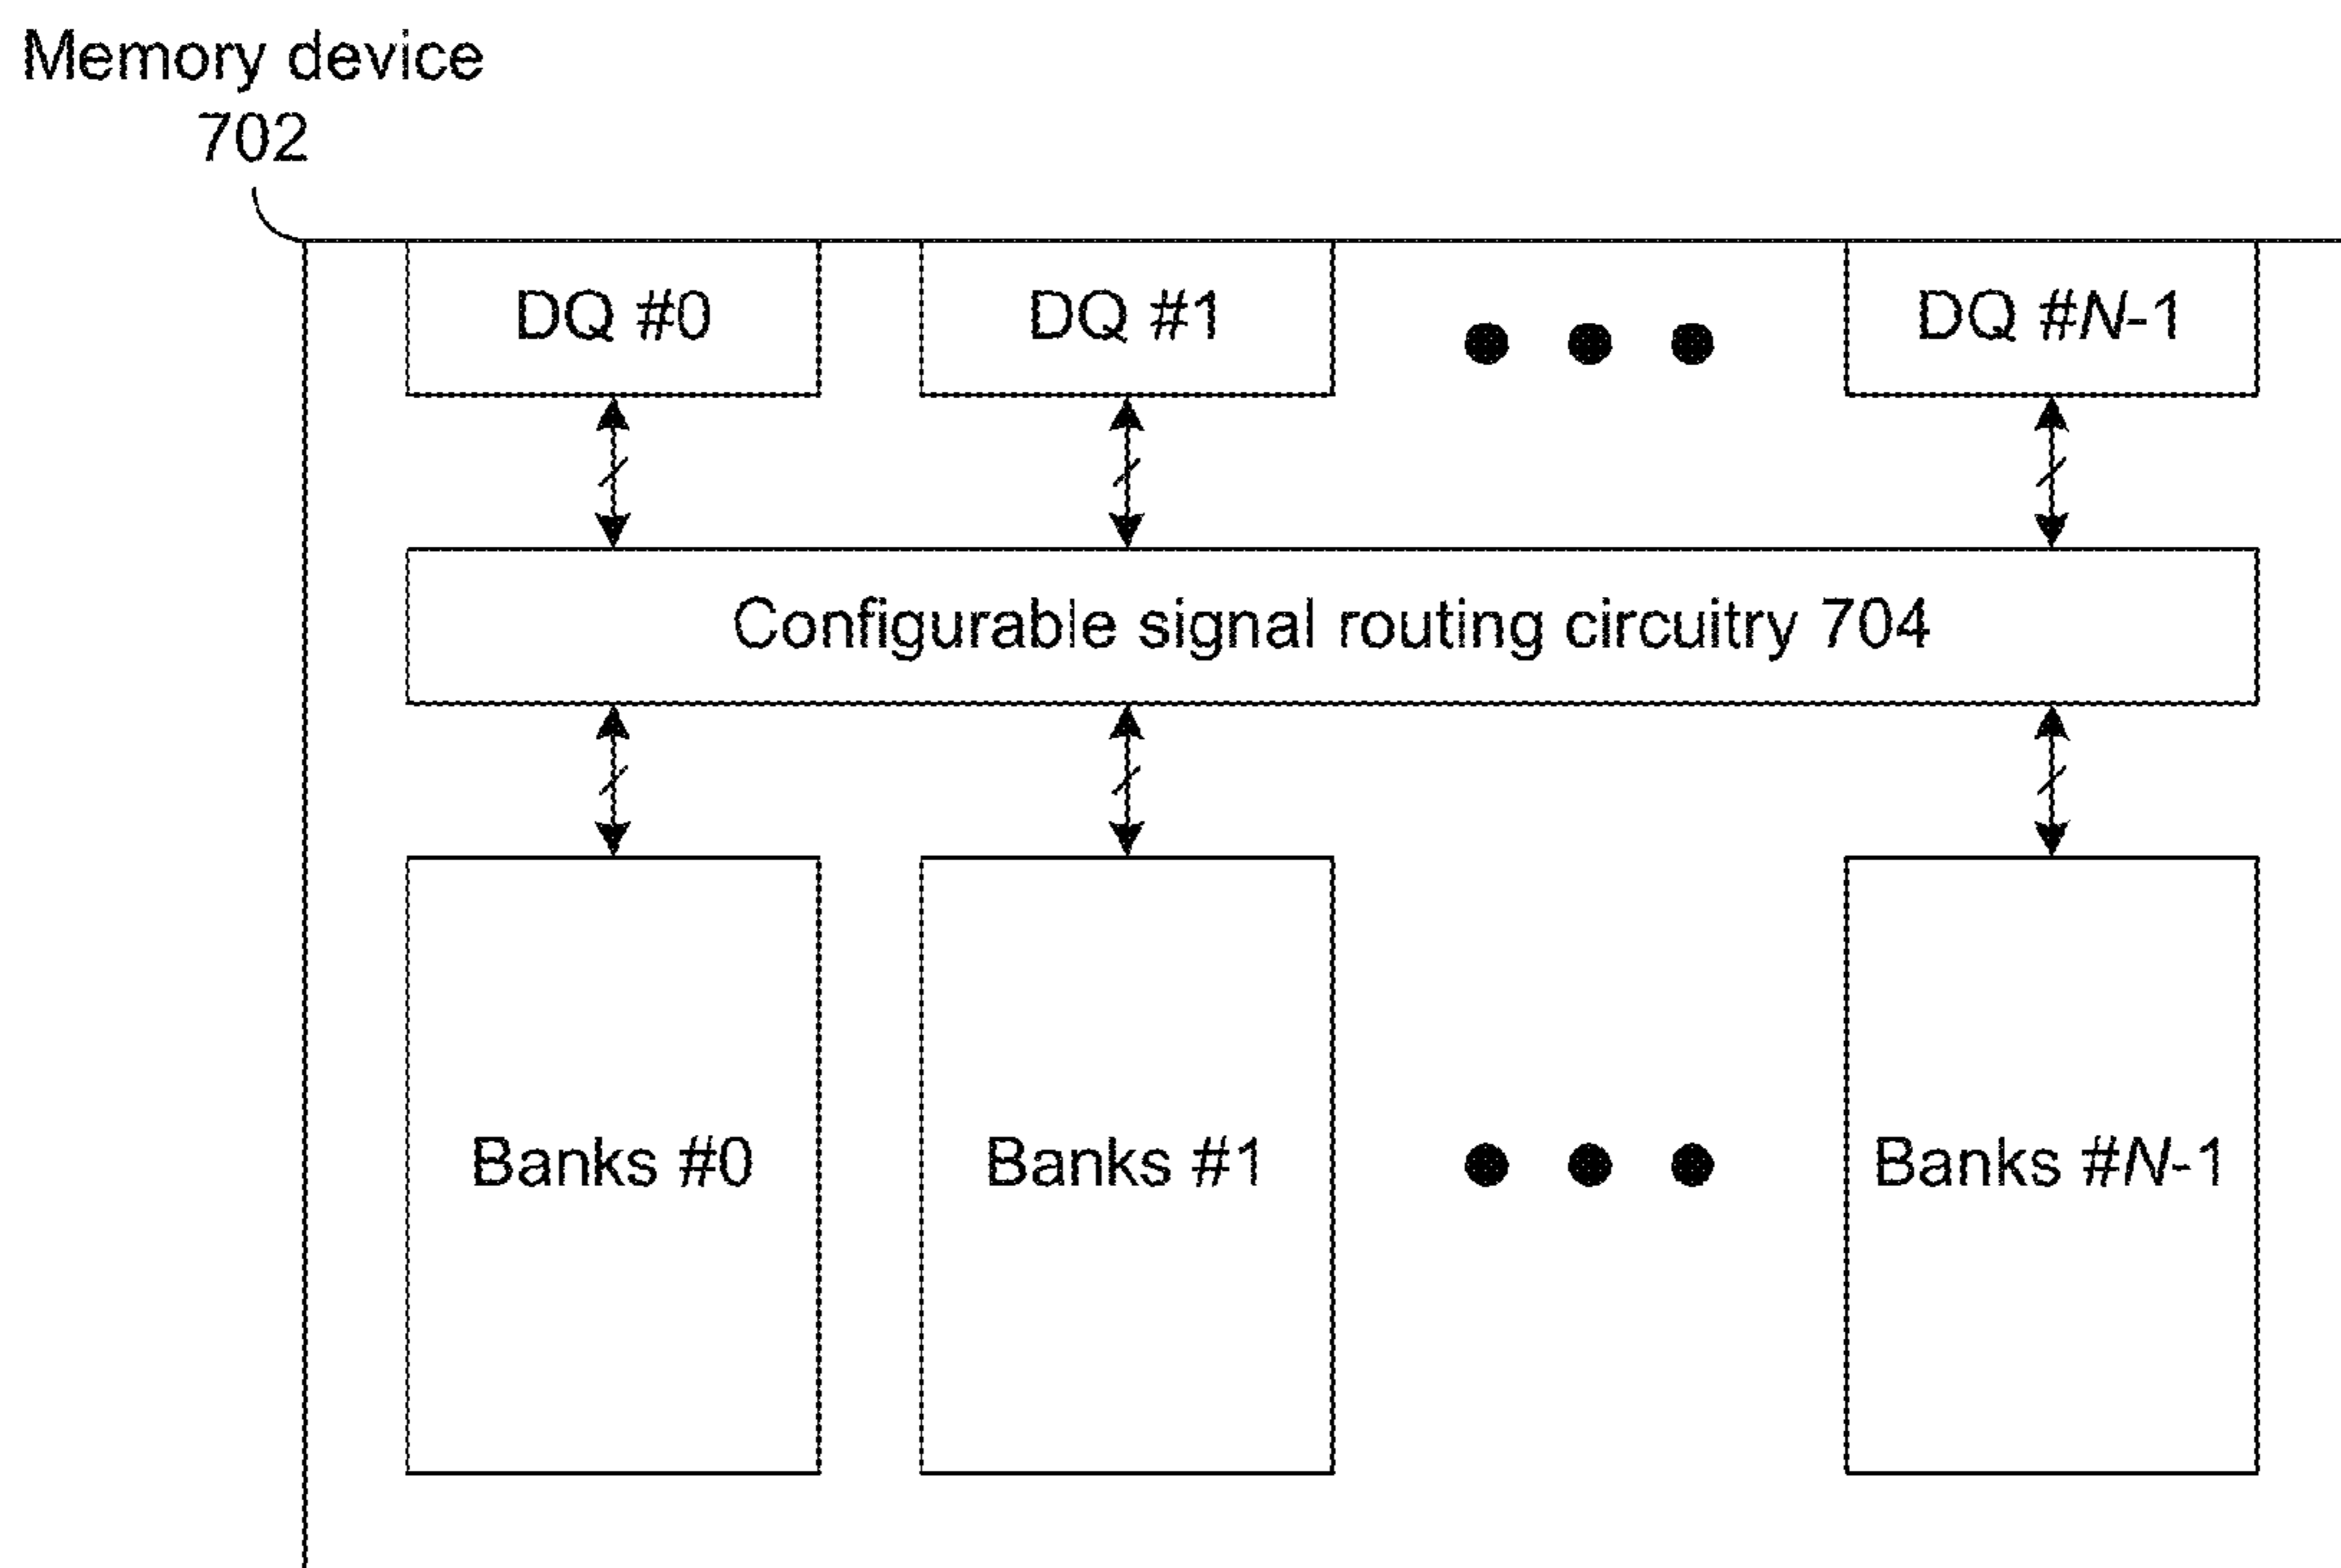 Memory device
702
DQ #0
DQ #1
DQ #N-1
Configurable signal routing circuitry 704
Banks #0
Banks #1
Banks #N-1